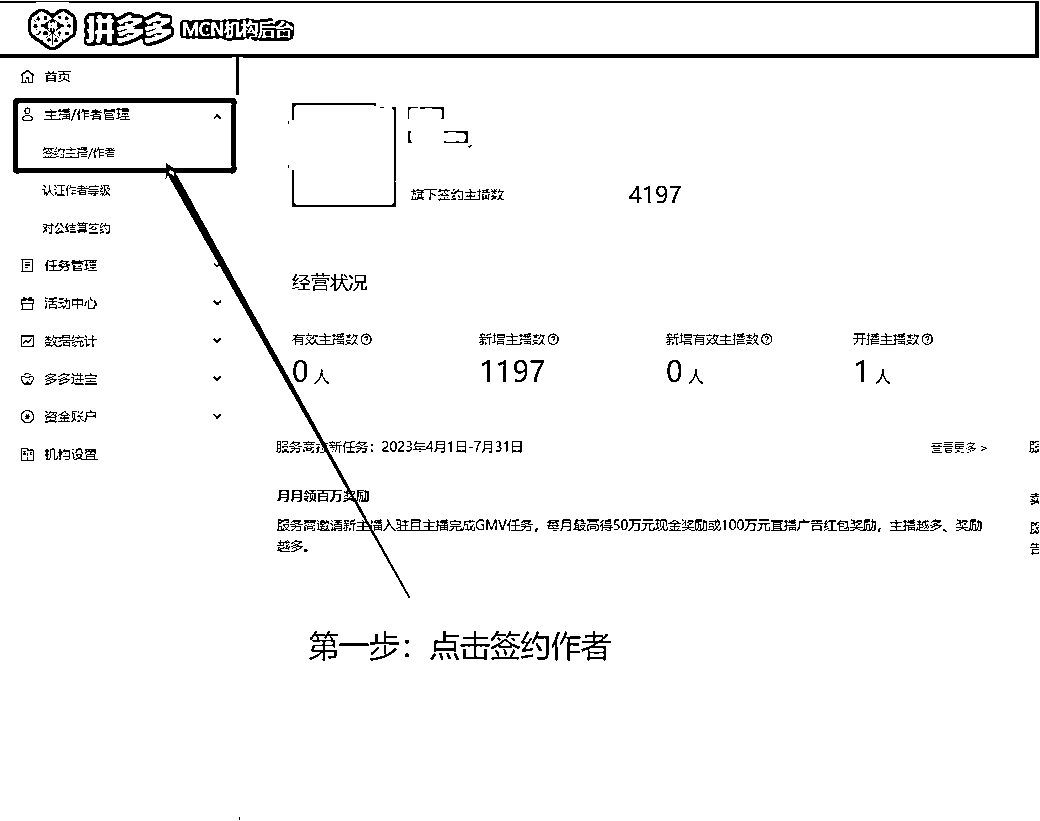 拼多多 MCN机构后台
首页
主播/作者管理
签约主播/作者
认证作者等级
对公结算签约
任务管理
活动中心
数据统计
多多进宝
资金账户
机构设置
旗下签约主播数 4197
经营状况
有效主播数 新增主播数 新增有效主播数 开播主播数
0人 1197 0人 1人
服务商拉新任务：2023年4月1日-7月31日 查看更多 >
月月领百万奖励
服务商邀请新主播入驻且主播完成GMV任务，每月最高得50万元现金奖励或100万元直播广告红包奖励，主播越多、奖励
越多。
第一步：点击签约作者